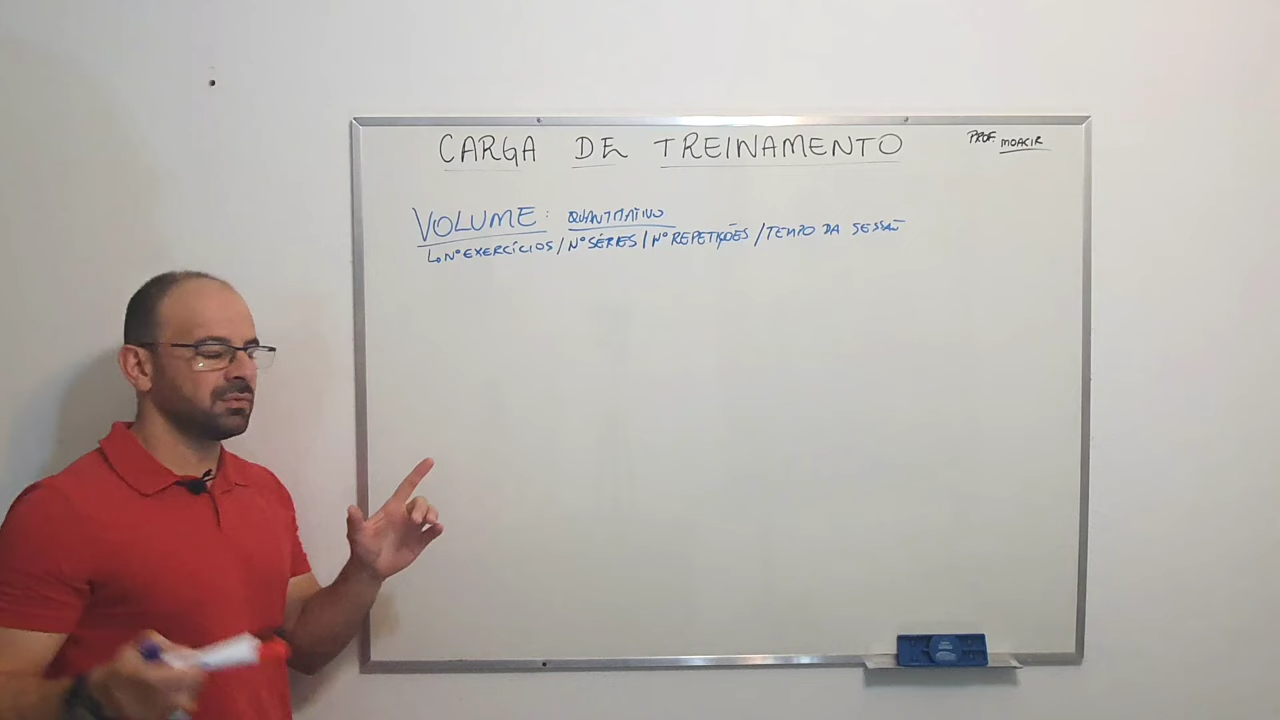 CARGA DE TREINAMENTO
PROF. MOACIR
VOLUME: QUANTITATIVO
↳ Nº EXERCÍCIOS / Nº SÉRIES / Nº REPETIÇÕES / TEMPO DA SESSÃO